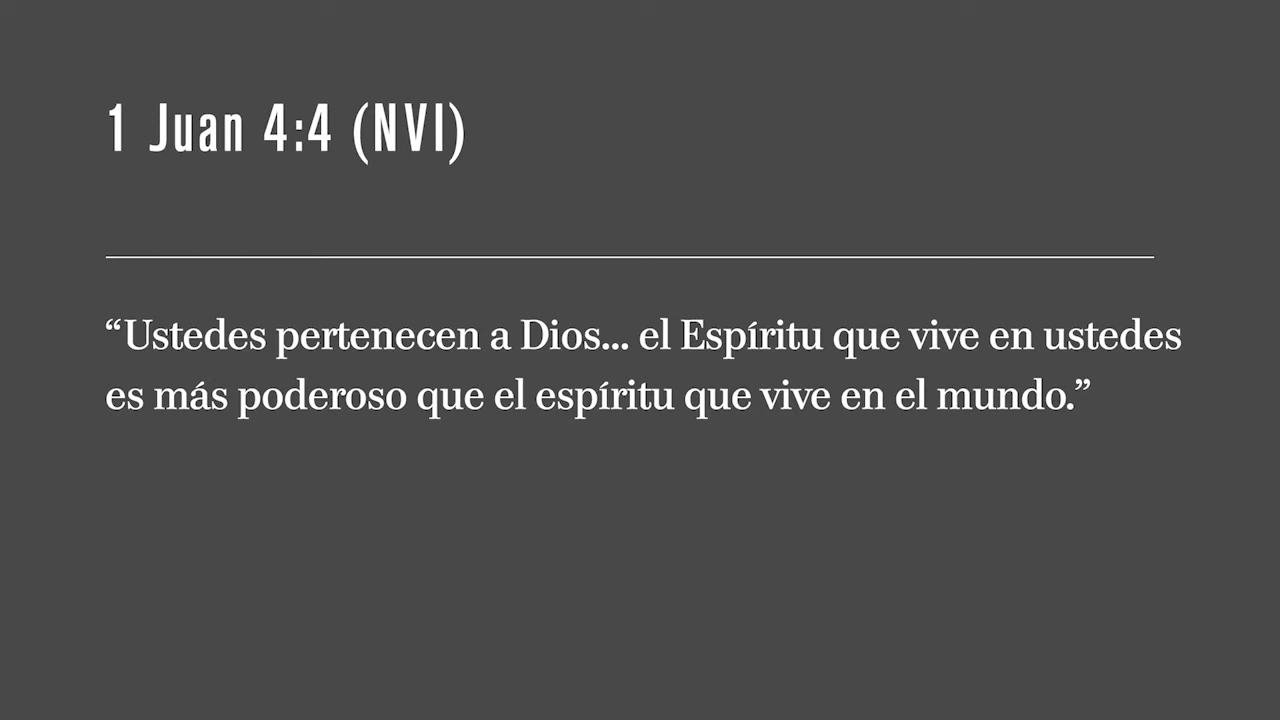 1 Juan 4:4 (NVI)
“Ustedes pertenecen a Dios... el Espíritu que vive en ustedes
es más poderoso que el espíritu que vive en el mundo.”